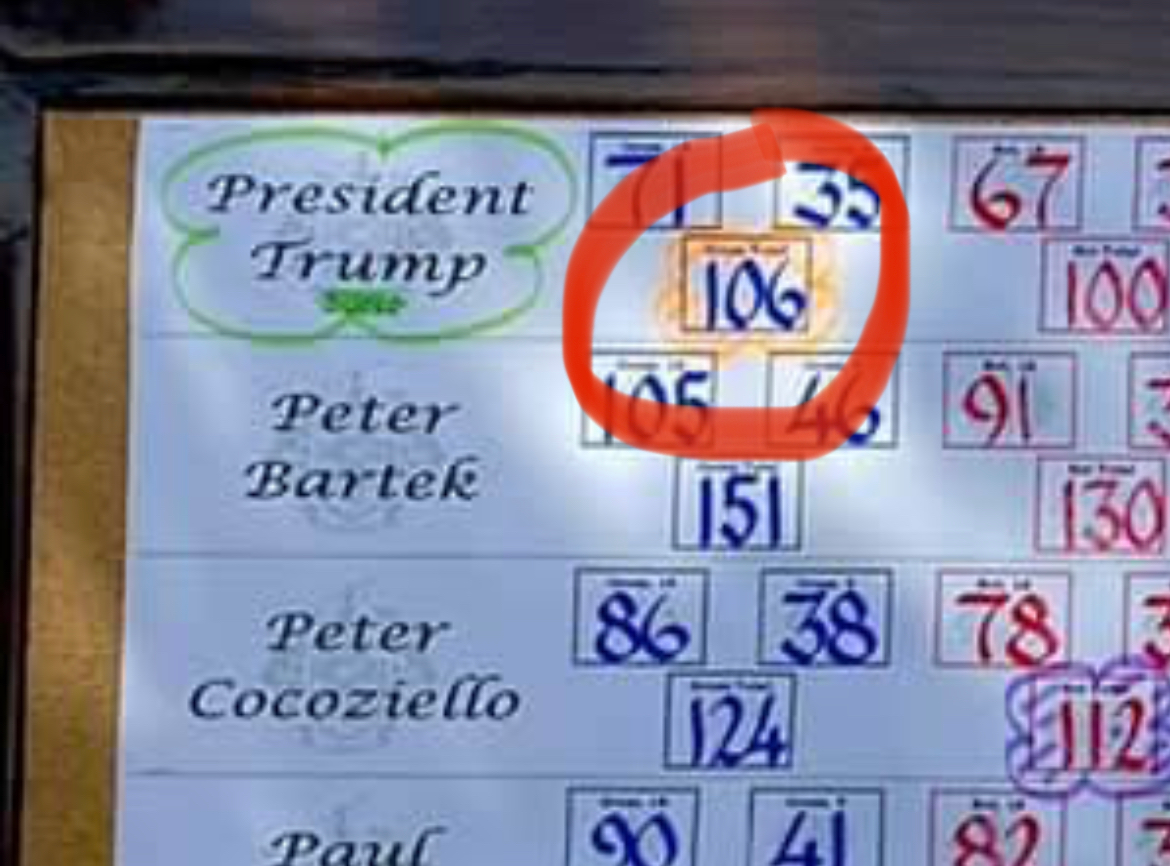 President
Trump
71 35 67
106 100
Peter
Bartek
105 46 91
151 130
Peter
Cocoziello
86 38 78
124 112
Paul
90 41 82